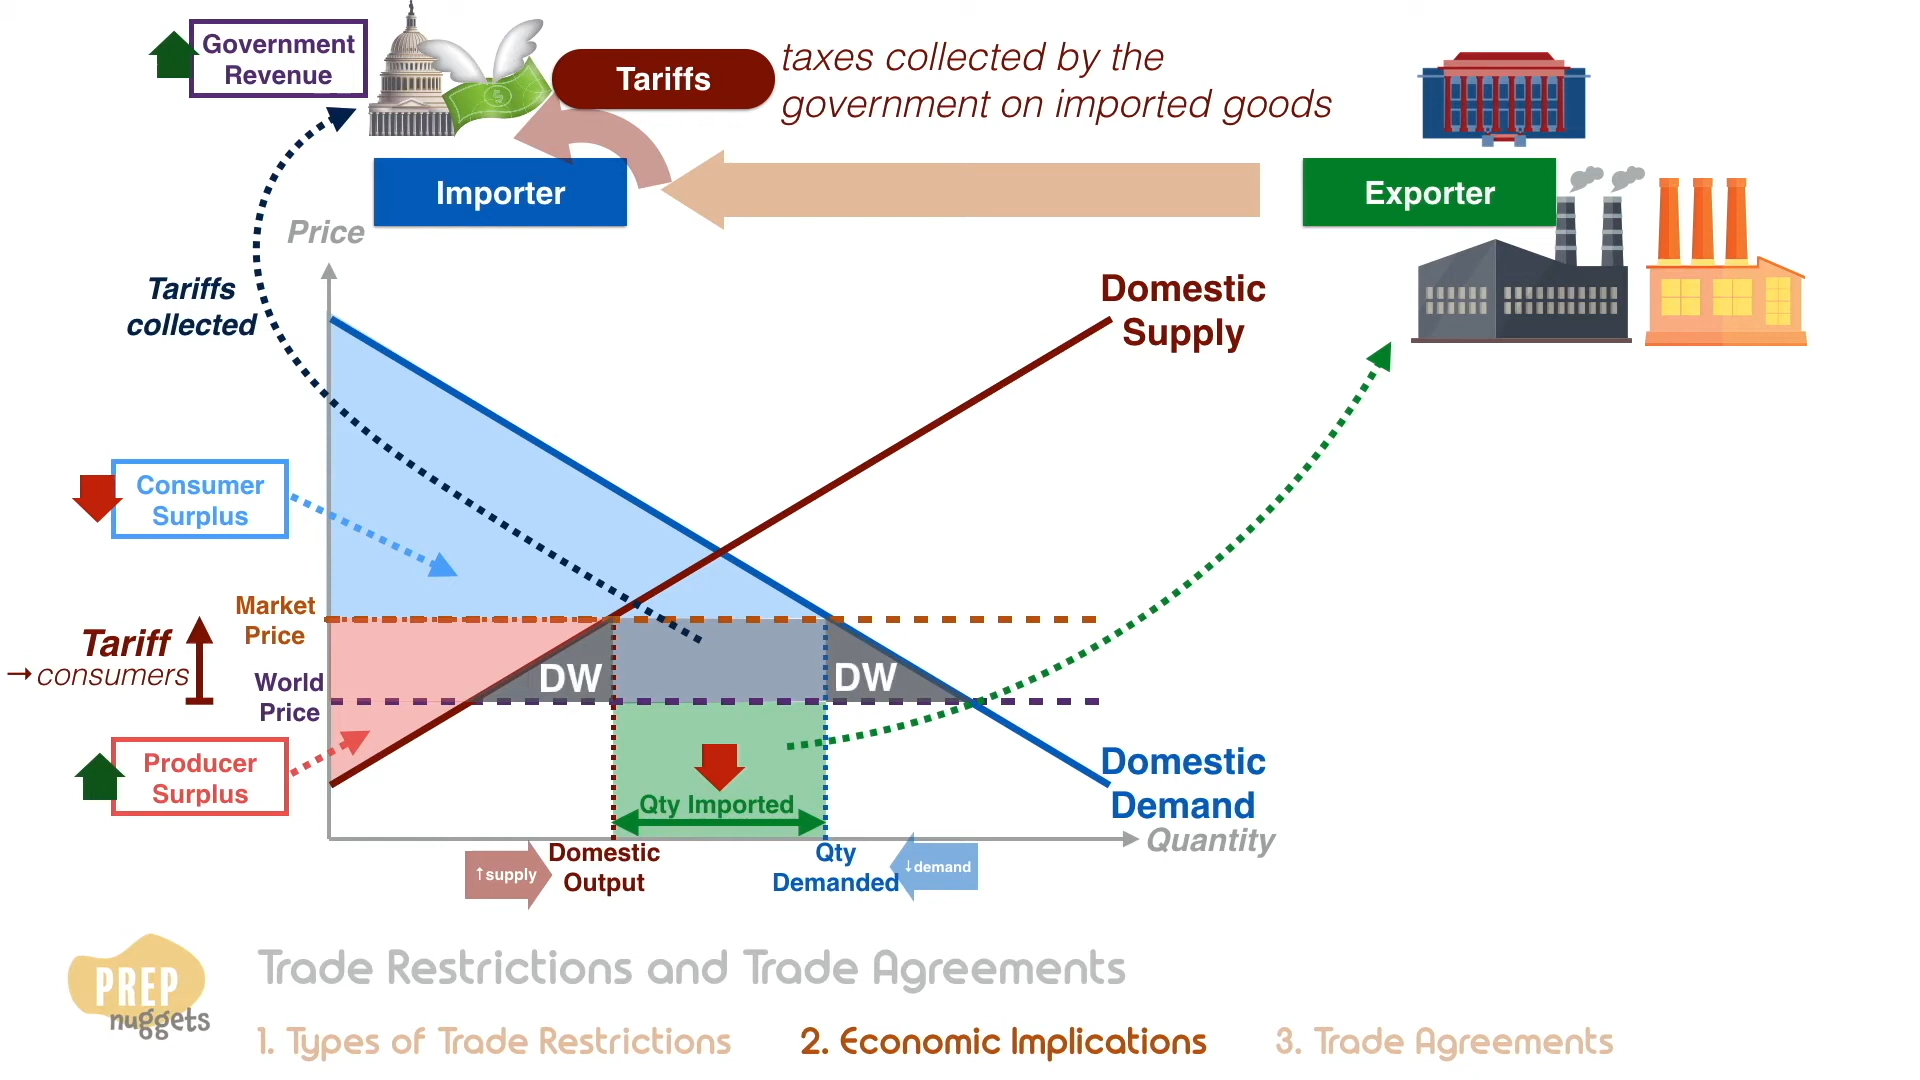 Government
Revenue
Tariffs
taxes collected by the
government on imported goods
Importer
Exporter
Price
Tariffs
collected
Domestic
Supply
Consumer
Surplus
Market
Price
Tariff
→ consumers
World
Price
DW
DW
Producer
Surplus
Qty Imported
Domestic
Demand
Quantity
↑supply
Domestic
Output
Qty
Demanded
↓demand
PREP
nuggets
Trade Restrictions and Trade Agreements
1. Types of Trade Restrictions
2. Economic Implications
3. Trade Agreements